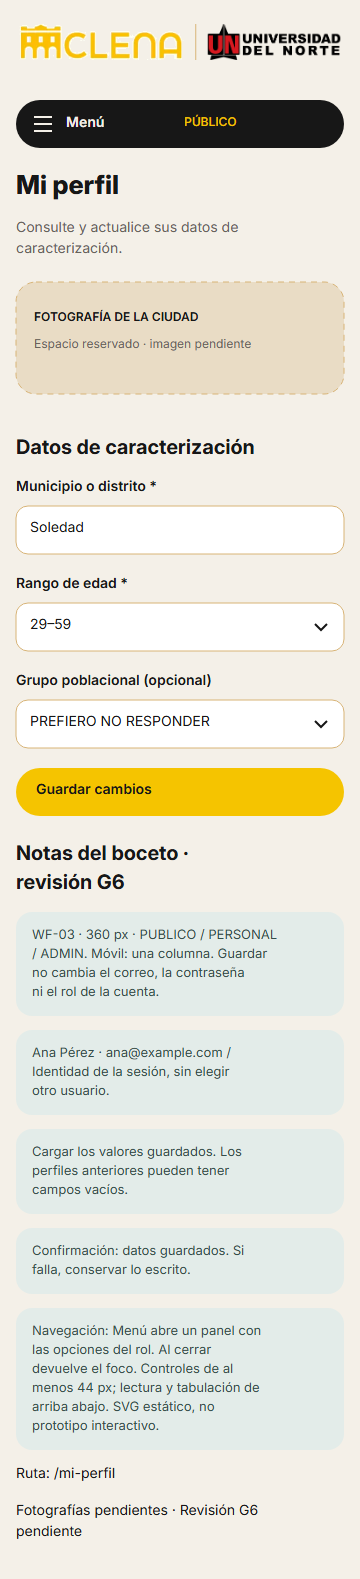 MCLENA
UN UNIVERSIDAD
DEL NORTE
Menú
PÚBLICO
Mi perfil
Consulte y actualice sus datos de
caracterización.
FOTOGRAFÍA DE LA CIUDAD
Espacio reservado · imagen pendiente
Datos de caracterización
Municipio o distrito *
Soledad
Rango de edad *
29–59
Grupo poblacional (opcional)
PREFIERO NO RESPONDER
Guardar cambios
Notas del boceto ·
revisión G6
WF-03 · 360 px · PUBLICO / PERSONAL
/ ADMIN. Móvil: una columna. Guardar
no cambia el correo, la contraseña
ni el rol de la cuenta.
Ana Pérez · ana@example.com /
Identidad de la sesión, sin elegir
otro usuario.
Cargar los valores guardados. Los
perfiles anteriores pueden tener
campos vacíos.
Confirmación: datos guardados. Si
falla, conservar lo escrito.
Navegación: Menú abre un panel con
las opciones del rol. Al cerrar
devuelve el foco. Controles de al
menos 44 px; lectura y tabulación de
arriba abajo. SVG estático, no
prototipo interactivo.
Ruta: /mi-perfil
Fotografías pendientes · Revisión G6
pendiente